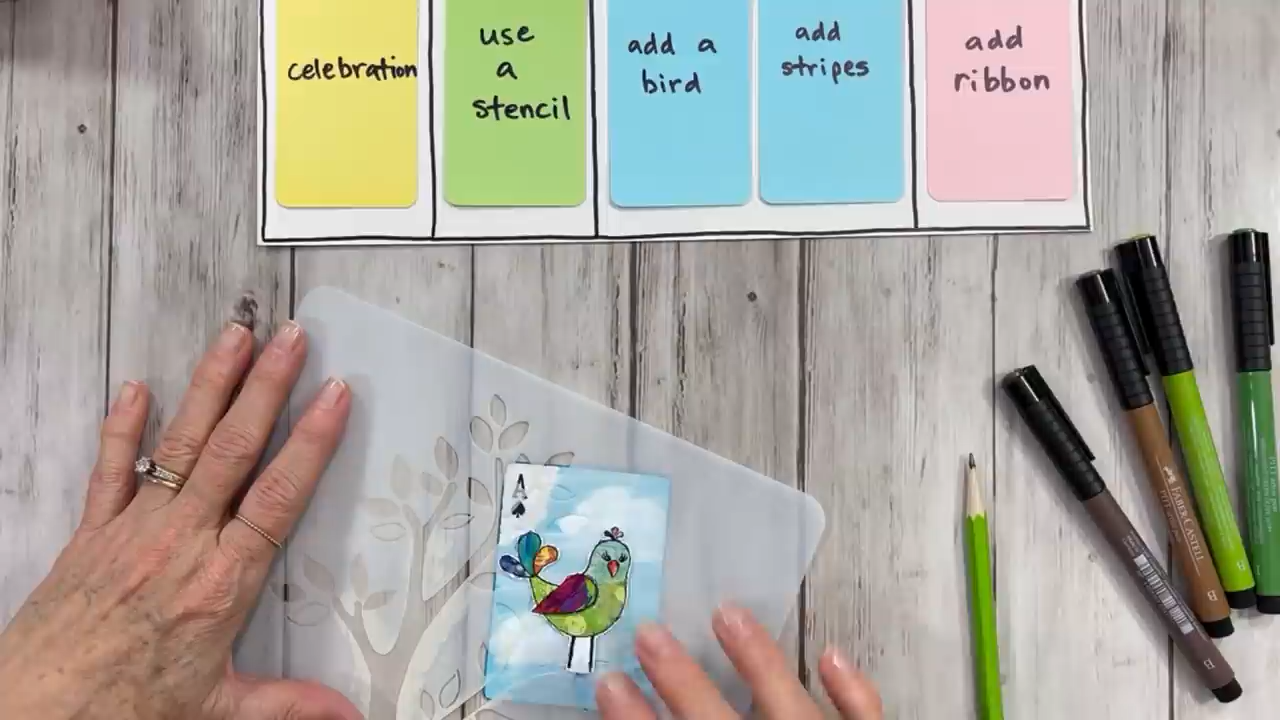 celebration
use
a
stencil
add a
bird
add
stripes
add
ribbon
A
FABER-CASTELL
B
B
B